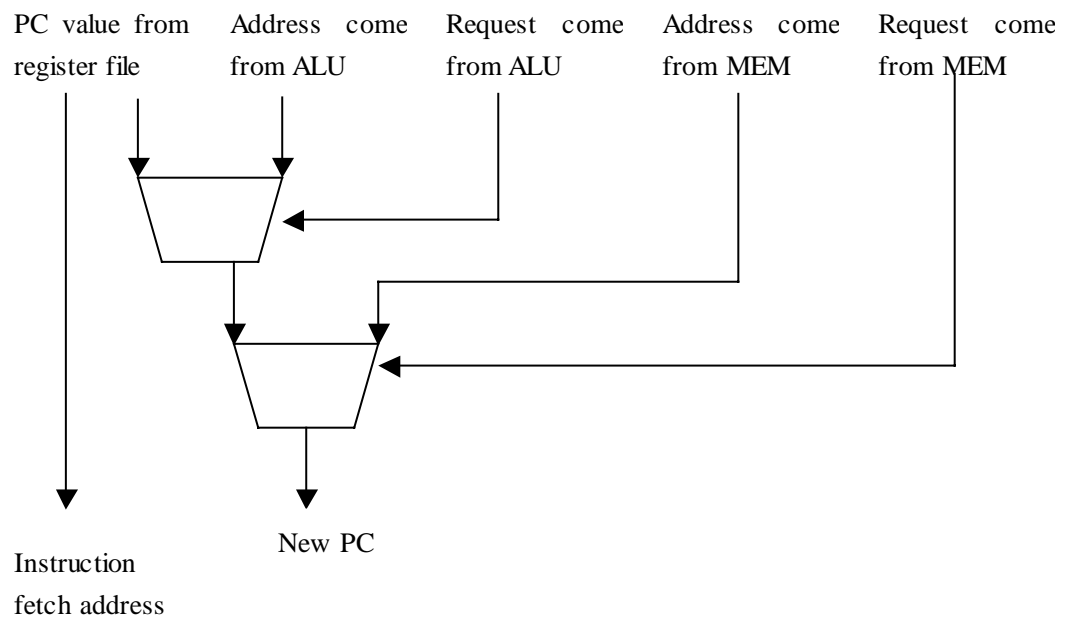 PC value from
register file
Address come
from ALU
Request come
from ALU
Address come
from MEM
Request come
from MEM
New PC
Instruction
fetch address